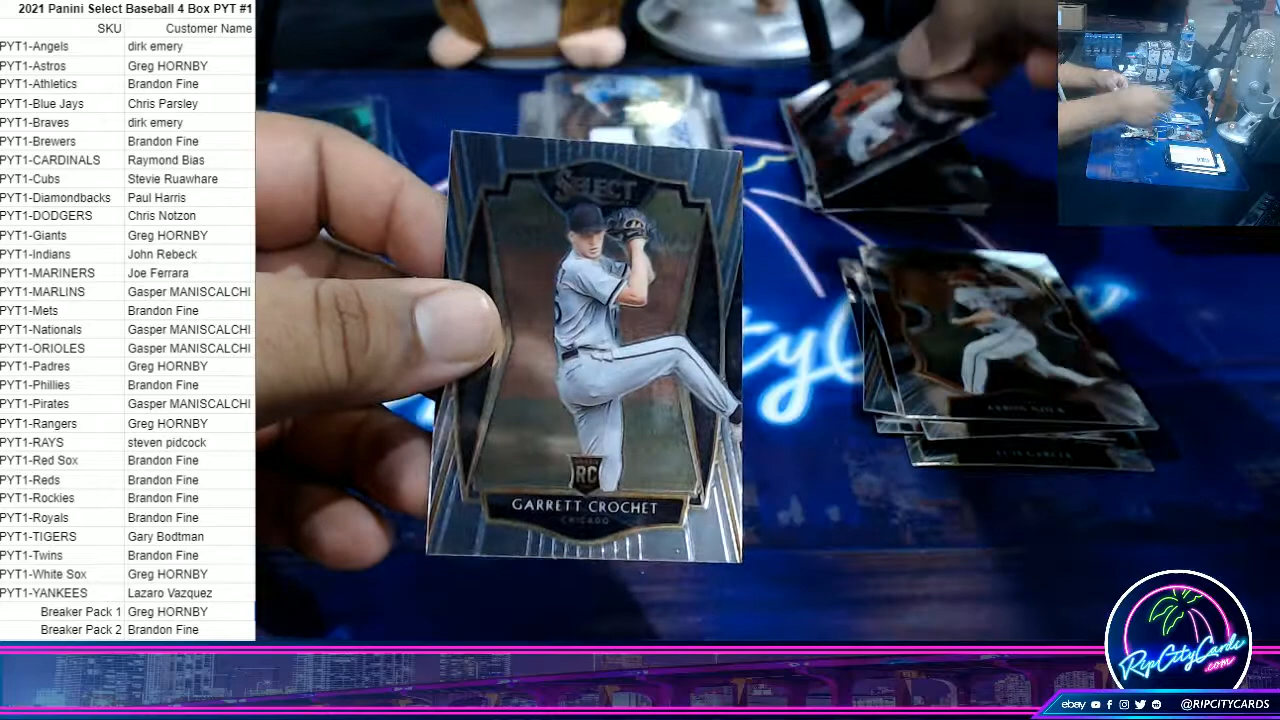 2021 Panini Select Baseball 4 Box PYT #1
SKU Customer Name
PYT1-Angels dirk emery
PYT1-Astros Greg HORNBY
PYT1-Athletics Brandon Fine
PYT1-Blue Jays Chris Parsley
PYT1-Braves dirk emery
PYT1-Brewers Brandon Fine
PYT1-CARDINALS Raymond Bias
PYT1-Cubs Stevie Ruawhare
PYT1-Diamondbacks Paul Harris
PYT1-DODGERS Chris Notzon
PYT1-Giants Greg HORNBY
PYT1-Indians John Rebeck
PYT1-MARINERS Joe Ferrara
PYT1-MARLINS Gasper MANISCALCHI
PYT1-Mets Brandon Fine
PYT1-Nationals Gasper MANISCALCHI
PYT1-ORIOLES Gasper MANISCALCHI
PYT1-Padres Greg HORNBY
PYT1-Phillies Brandon Fine
PYT1-Pirates Gasper MANISCALCHI
PYT1-Rangers Greg HORNBY
PYT1-RAYS steven pidcock
PYT1-Red Sox Brandon Fine
PYT1-Reds Brandon Fine
PYT1-Rockies Brandon Fine
PYT1-Royals Brandon Fine
PYT1-TIGERS Gary Bodtman
PYT1-Twins Brandon Fine
PYT1-White Sox Greg HORNBY
PYT1-YANKEES Lazaro Vazquez
Breaker Pack 1 Greg HORNBY
Breaker Pack 2 Brandon Fine
SELECT
RC
GARRETT CROCHET
CHICAGO
LUIS GARCIA
RipCityCards
.com
ebay @RIPCITYCARDS